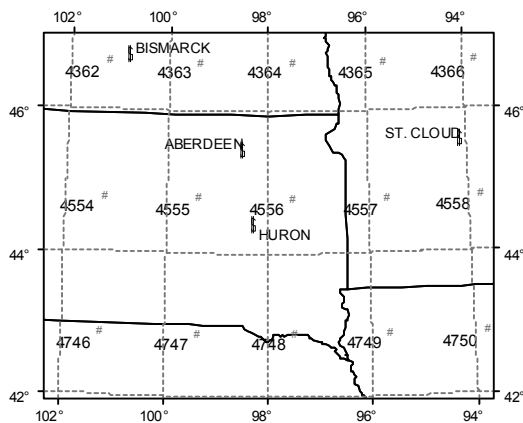 102° 100° 98° 96° 94°
BISMARCK
4362 # 4363 # 4364 # 4365 # 4366 #
46° 46°
ABERDEEN ST. CLOUD
4554 # 4555 # 4556 # 4557 # 4558 #
HURON
44° 44°
4746 # 4747 # 4748 # 4749 # 4750 #
42° 42°
102° 100° 98° 96° 94°